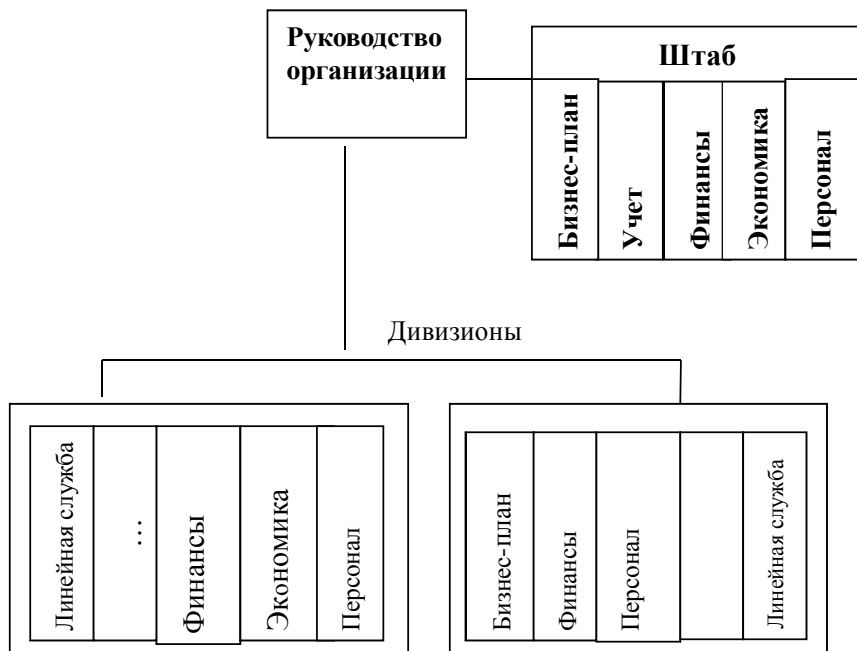 Руководство
организации
Штаб
Бизнес-план
Учет
Финансы
Экономика
Персонал
Дивизионы
Линейная служба
…
Финансы
Экономика
Персонал
Бизнес-план
Финансы
Персонал
Линейная служба